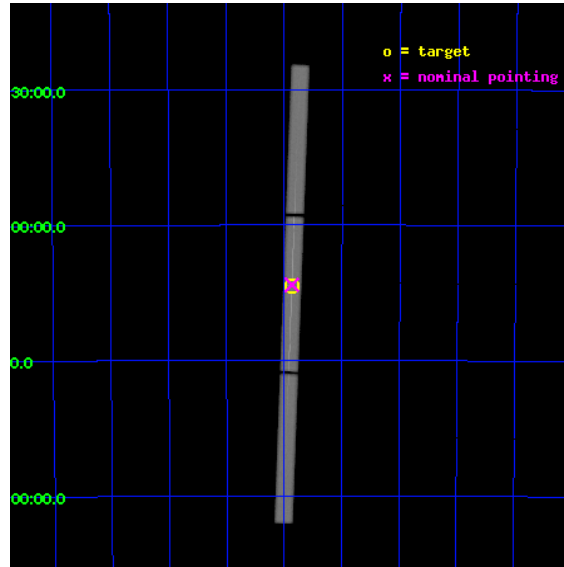 o = target
x = nominal pointing
30:00.0
00:00.0
0.0
00:00.0